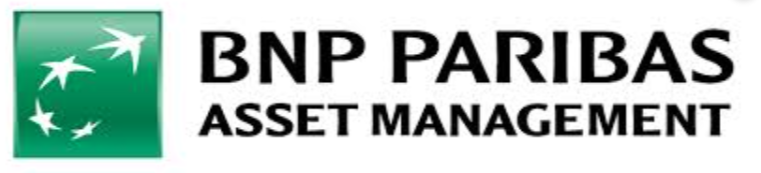 BNP PARIBAS
ASSET MANAGEMENT